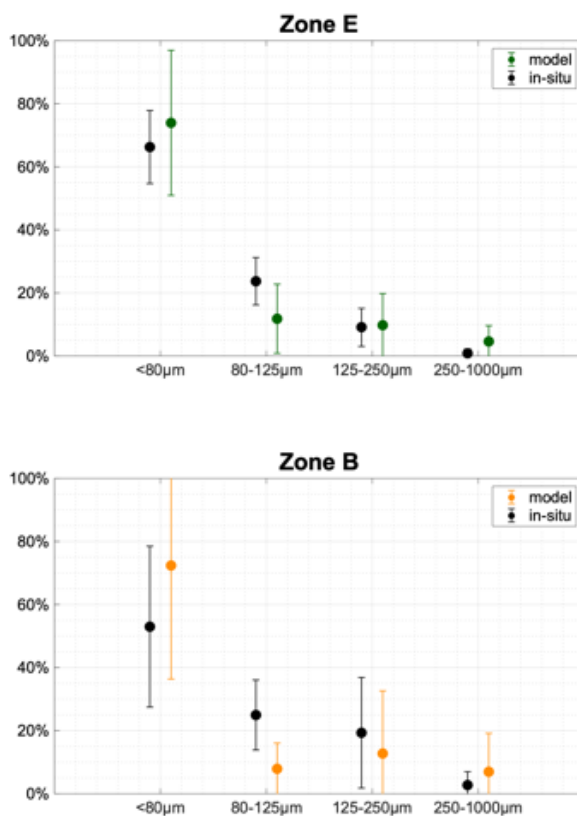 Zone E
100%
80%
60%
40%
20%
0%
model
in-situ
<80µm
80-125µm
125-250µm
250-1000µm
Zone B
100%
80%
60%
40%
20%
0%
model
in-situ
<80µm
80-125µm
125-250µm
250-1000µm